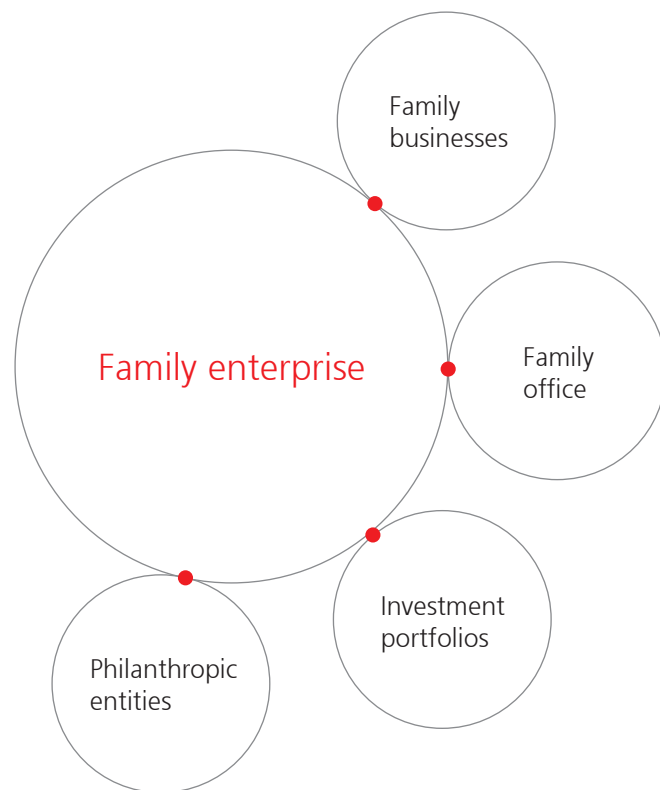 Family
businesses
Family enterprise
Family
office
Investment
portfolios
Philanthropic
entities